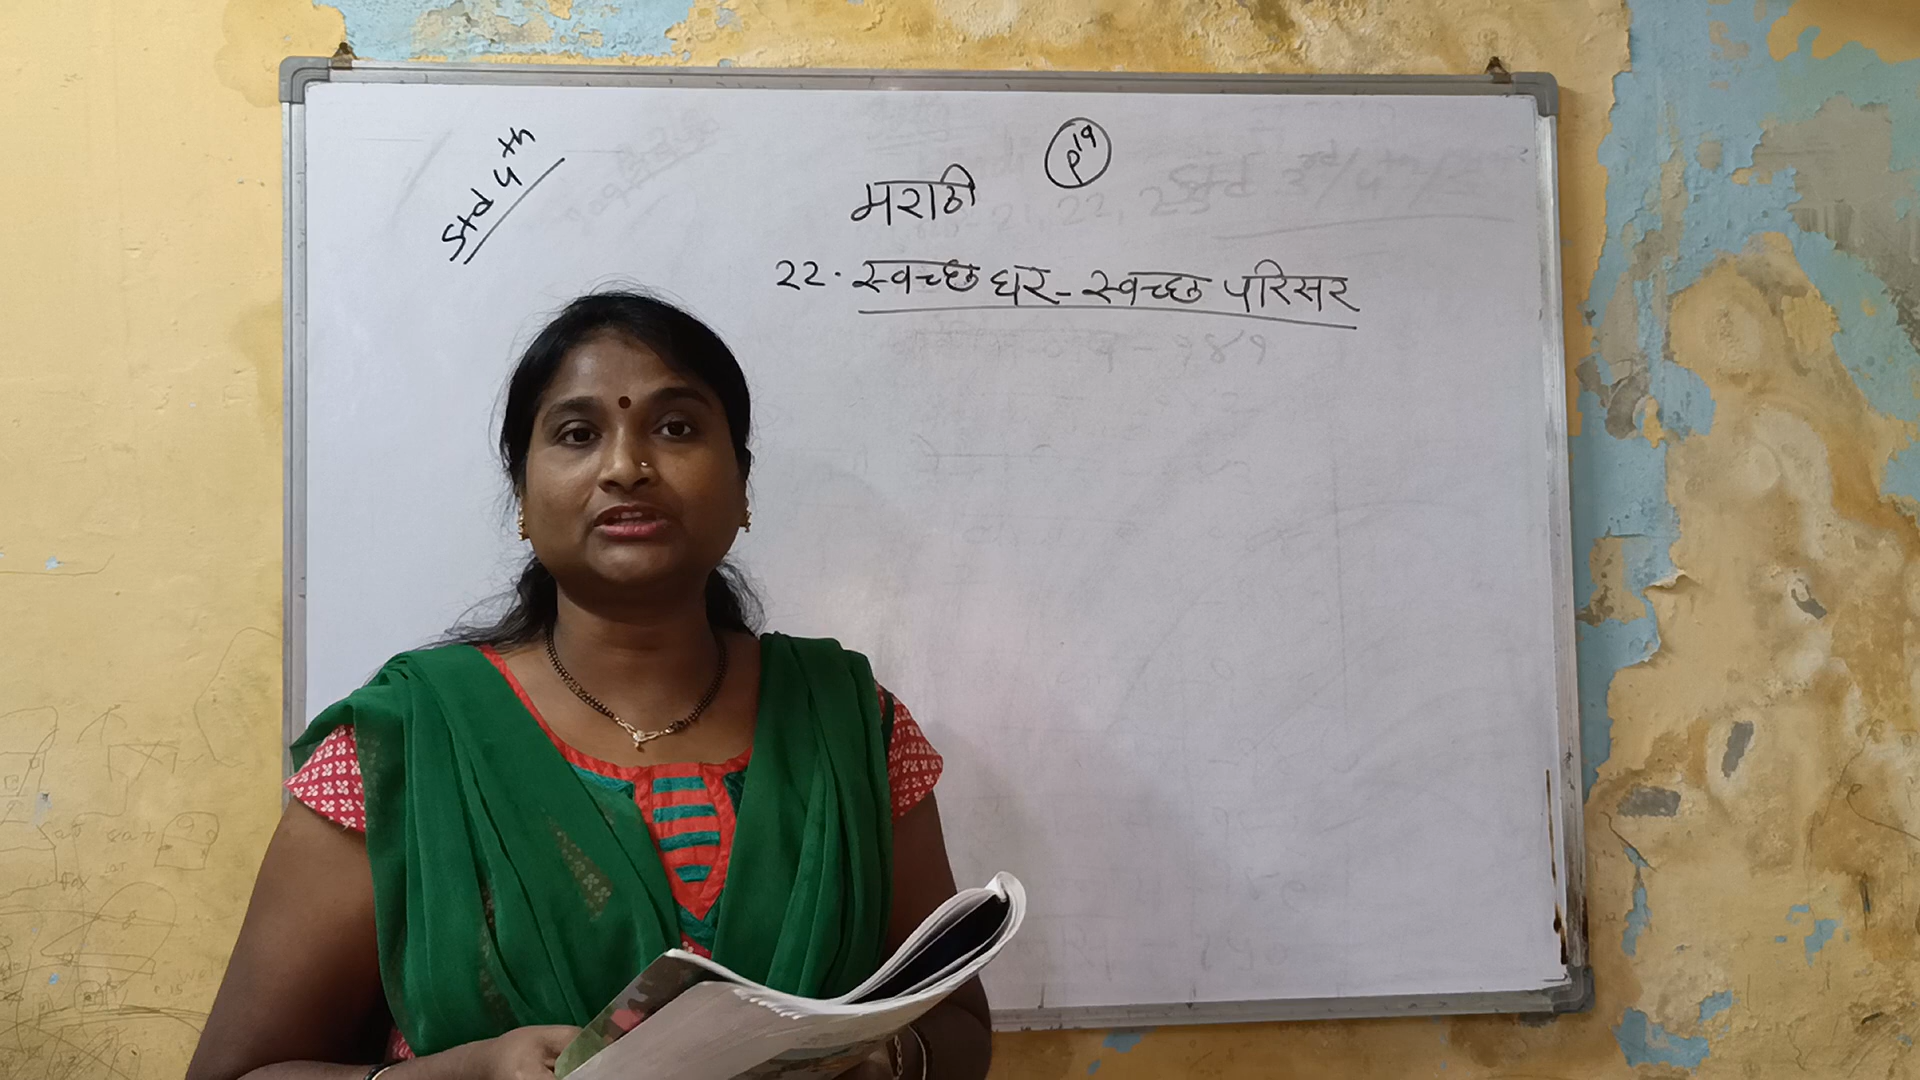 Std 4th
P19
मराठी
22. स्वच्छ घर - स्वच्छ परिसर